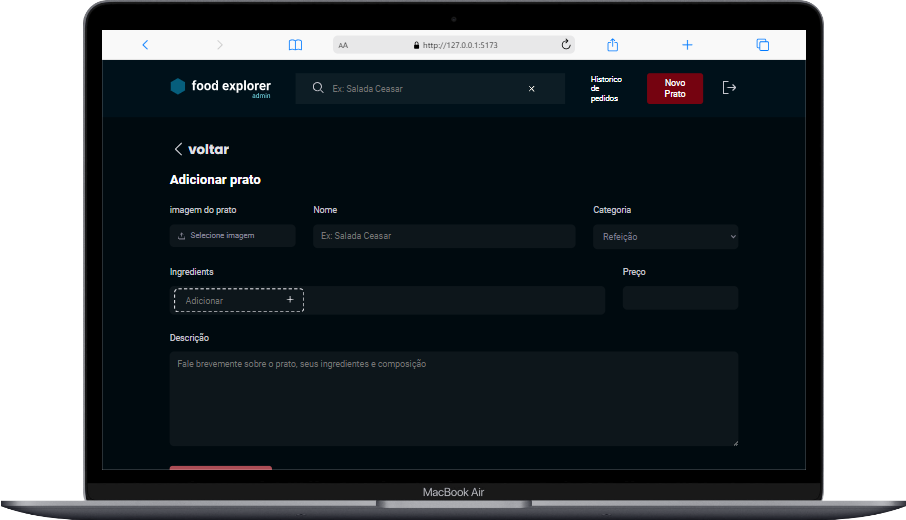 AA
http://127.0.0.1:5173
food explorer
admin
Ex: Salada Ceasar
Historico
de
pedidos
Novo
Prato
voltar
Adicionar prato
imagem do prato
Nome
Categoria
Selecione imagem
Ex: Salada Ceasar
Refeição
Ingredients
Preço
Adicionar
Descrição
Fale brevemente sobre o prato, seus ingredientes e composição
MacBook Air